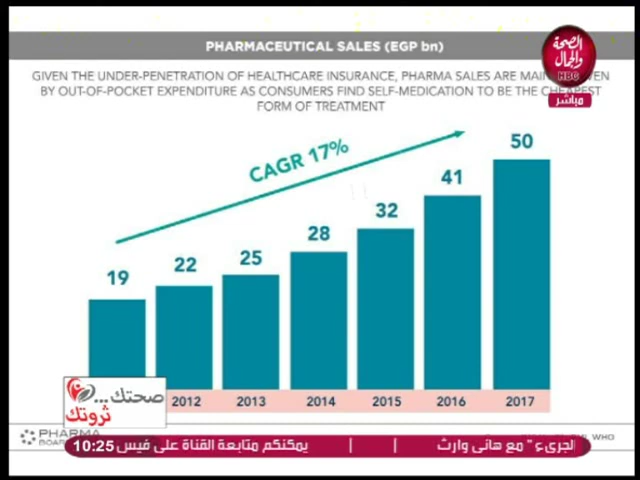 PHARMACEUTICAL SALES (EGP bn)
الصحة
والجمال
HBC
مباشر
GIVEN THE UNDER-PENETRATION OF HEALTHCARE INSURANCE, PHARMA SALES ARE
BY OUT-OF-POCKET EXPENDITURE AS CONSUMERS FIND SELF-MEDICATION TO BE THE CHEAPEST
FORM OF TREATMENT
CAGR 17%
19
22
25
28
32
41
50
2012
2013
2014
2015
2016
2017
صحتك...
ثروتك
PHARMA
WHO
10:25
يمكنكم متابعة القناة على فيس
الجريء" مع هانى وارث